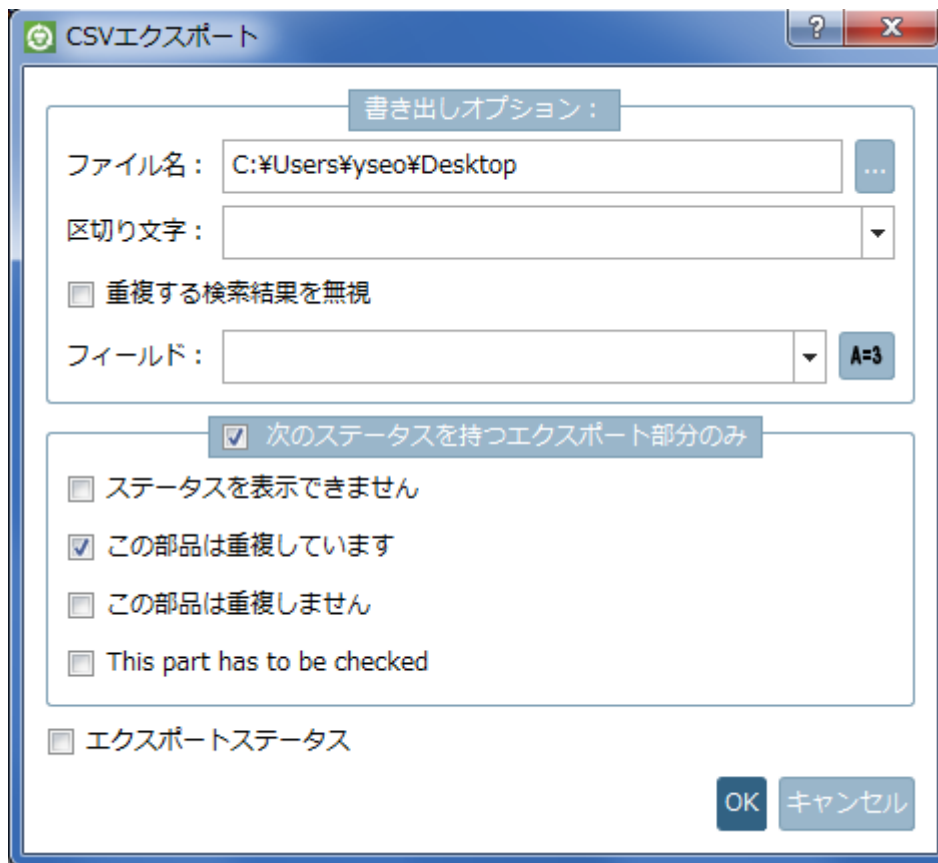 CSVエクスポート
書き出しオプション：
ファイル名： C:¥Users¥yseo¥Desktop ...
区切り文字：
重複する検索結果を無視
フィールド： A=3
次のステータスを持つエクスポート部分のみ
ステータスを表示できません
この部品は重複しています
この部品は重複しません
This part has to be checked
エクスポートステータス
OK キャンセル